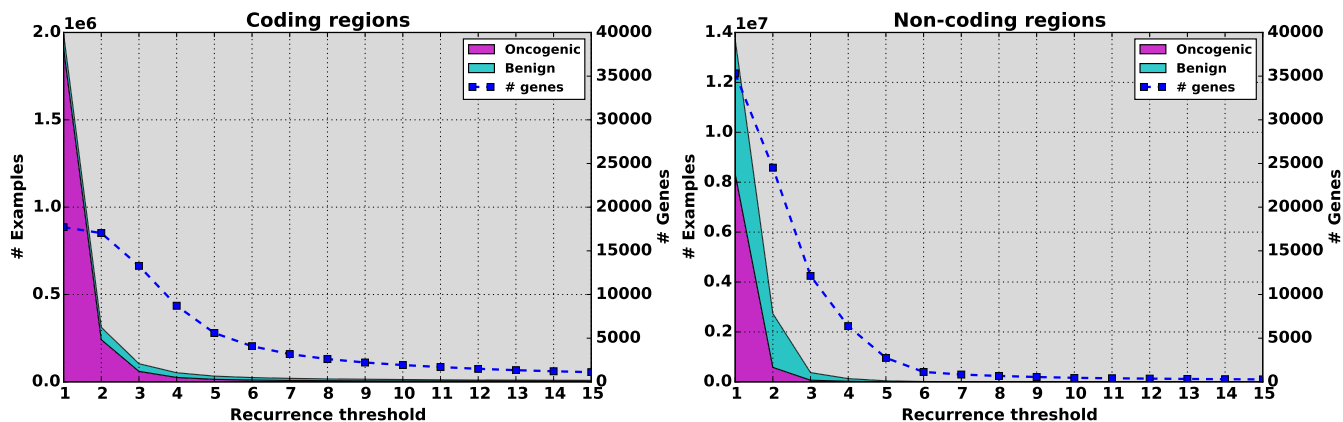 Coding regions
1e6
2.0
1.5
1.0
0.5
0.0
# Examples
40000
35000
30000
25000
20000
15000
10000
5000
0
# Genes
Oncogenic
Benign
# genes
1 2 3 4 5 6 7 8 9 10 11 12 13 14 15
Recurrence threshold
Non-coding regions
1e7
1.4
1.2
1.0
0.8
0.6
0.4
0.2
0.0
# Examples
40000
35000
30000
25000
20000
15000
10000
5000
0
# Genes
Oncogenic
Benign
# genes
1 2 3 4 5 6 7 8 9 10 11 12 13 14 15
Recurrence threshold